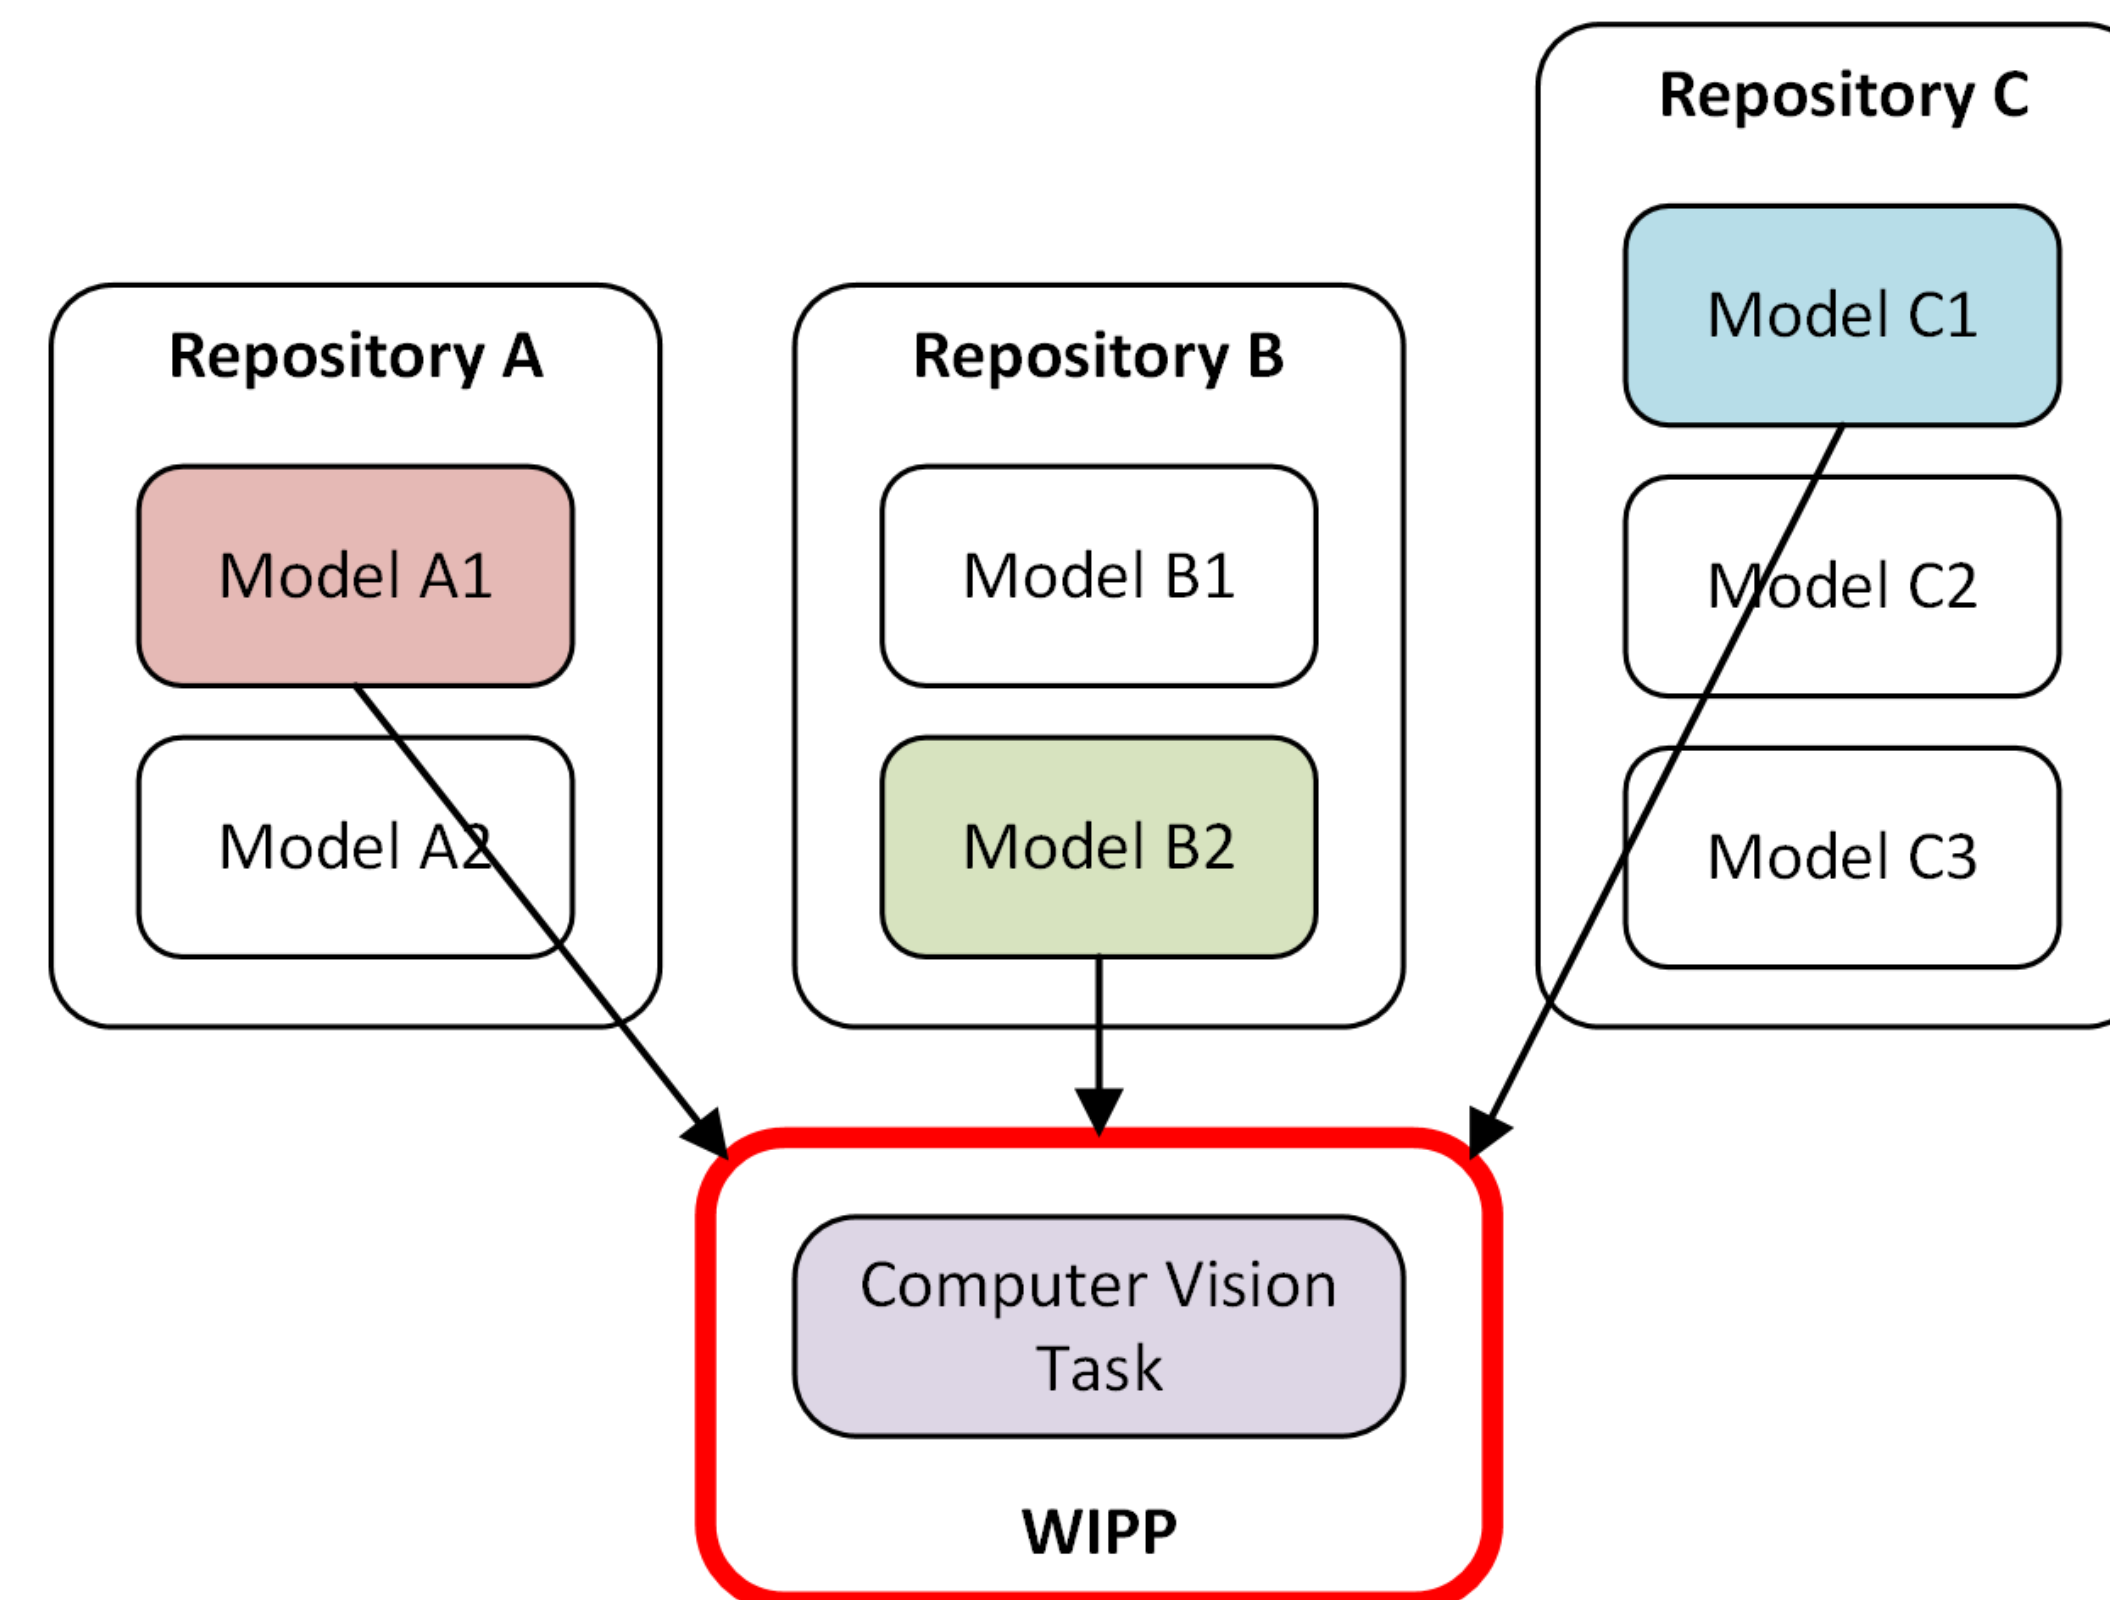 Repository A
Model A1
Model A2
Repository B
Model B1
Model B2
Repository C
Model C1
Model C2
Model C3
Computer Vision
Task
WIPP